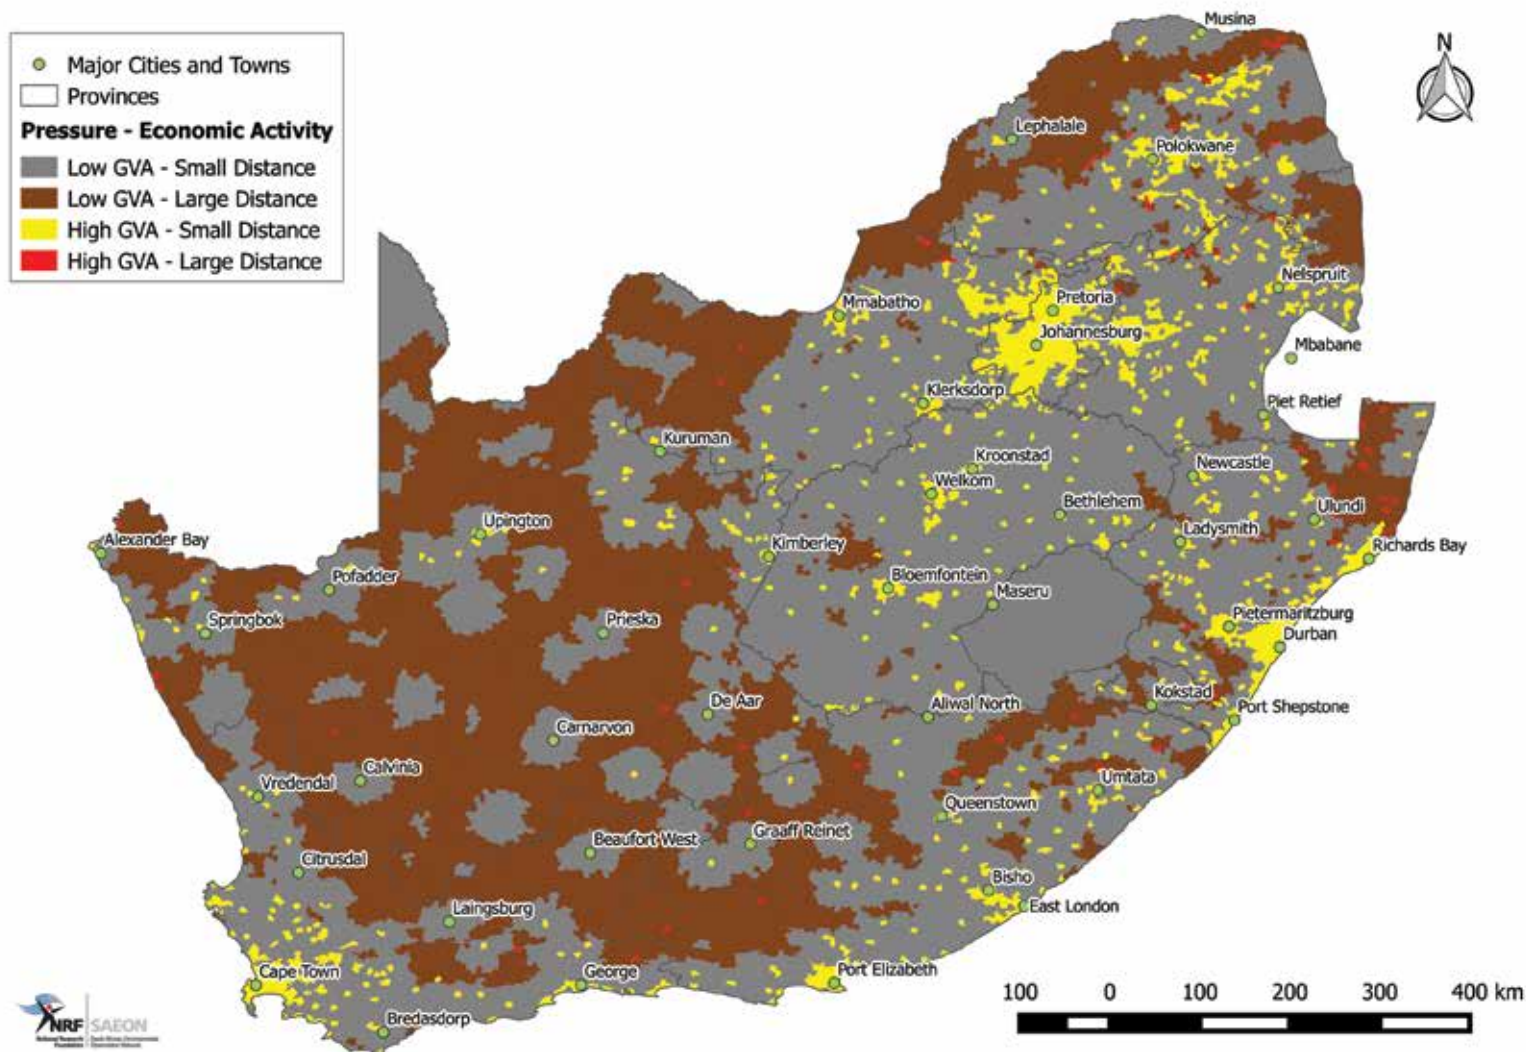 Musina
N
Major Cities and Towns
Provinces
Pressure - Economic Activity
Low GVA - Small Distance
Low GVA - Large Distance
High GVA - Small Distance
High GVA - Large Distance
Lephalale
Polokwane
Nelspruit
Mmabatho
Pretoria
Johannesburg
Mbabane
Klerksdorp
Piet Retief
Kuruman
Kroonstad
Newcastle
Welkom
Bethlehem
Ulundi
Upington
Ladysmith
Alexander Bay
Kimberley
Richards Bay
Pofadder
Bloemfontein
Maseru
Springbok
Prieska
Pietermaritzburg
Durban
Kokstad
De Aar
Aliwal North
Port Shepstone
Carnarvon
Calvinia
Vredendal
Umtata
Queenstown
Beaufort West
Graaff Reinet
Citrusdal
Bisho
Laingsburg
East London
Cape Town
George
Port Elizabeth
100 0 100 200 300 400 km
Bredasdorp
NRF SAEON
National Research
Foundation